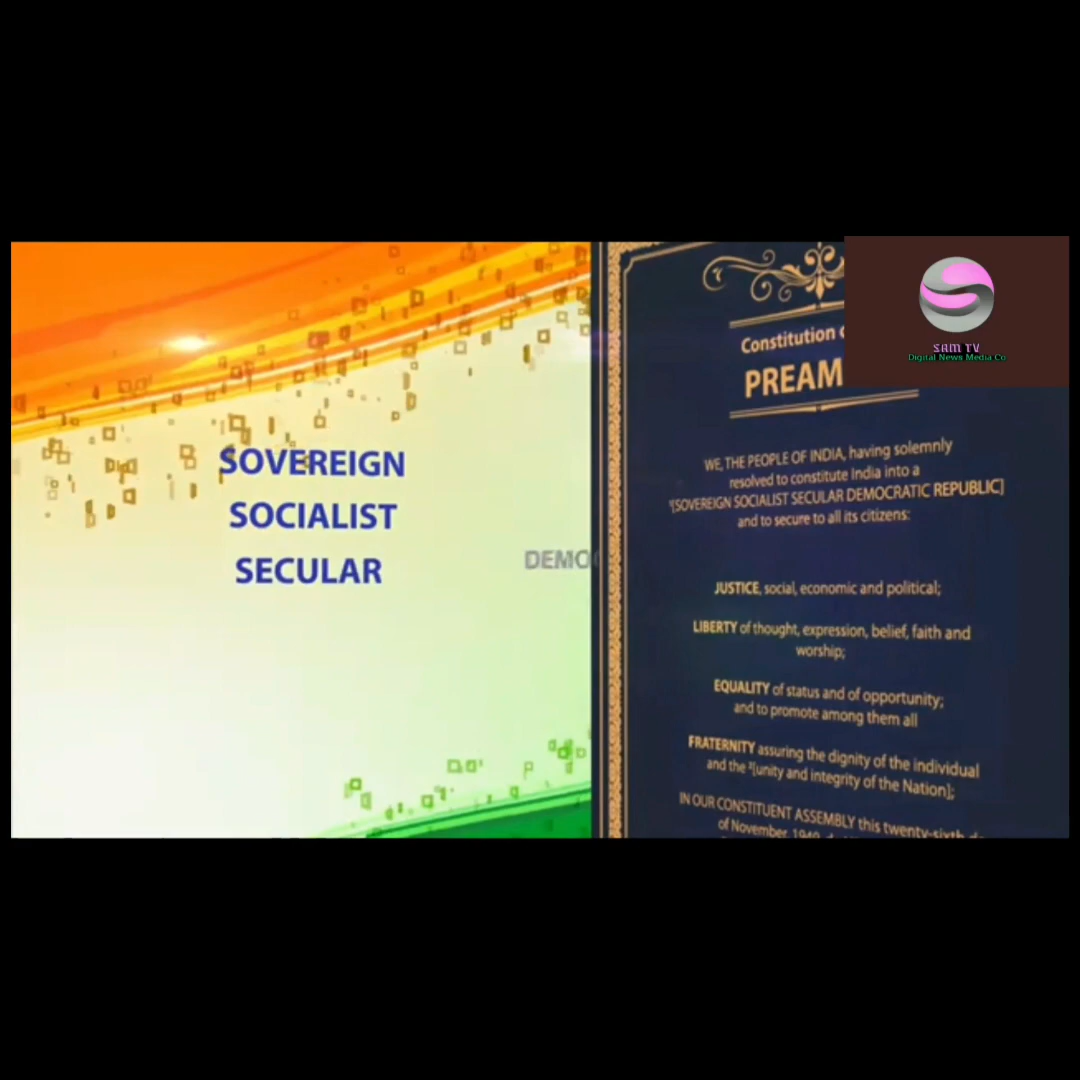 SOVEREIGN
SOCIALIST
SECULAR
Constitution
PREAM
WE, THE PEOPLE OF INDIA, having solemnly
resolved to constitute India into a
¹[SOVEREIGN SOCIALIST SECULAR DEMOCRATIC REPUBLIC]
and to secure to all its citizens:
JUSTICE, social, economic and political;
LIBERTY of thought, expression, belief, faith and
worship;
EQUALITY of status and of opportunity;
and to promote among them all
FRATERNITY assuring the dignity of the individual
and the ²[unity and integrity of the Nation];
IN OUR CONSTITUENT ASSEMBLY this twenty-sixth
of November, 1949,
DEMO
SAM TV
Digital News Media Co